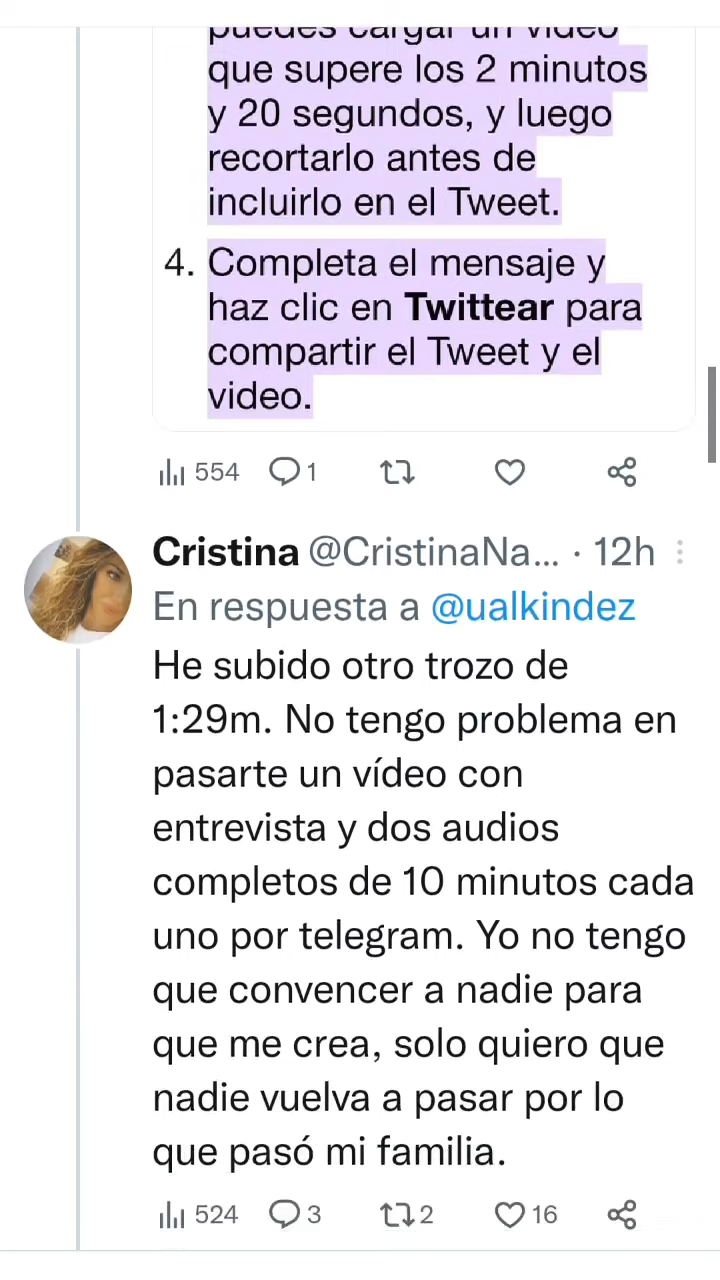 puedes cargar un video
que supere los 2 minutos
y 20 segundos, y luego
recortarlo antes de
incluirlo en el Tweet.
4. Completa el mensaje y
haz clic en Twittear para
compartir el Tweet y el
video.
554 1
Cristina @CristinaNa... · 12h
En respuesta a @ualkindez
He subido otro trozo de
1:29m. No tengo problema en
pasarte un vídeo con
entrevista y dos audios
completos de 10 minutos cada
uno por telegram. Yo no tengo
que convencer a nadie para
que me crea, solo quiero que
nadie vuelva a pasar por lo
que pasó mi familia.
524 3 2 16